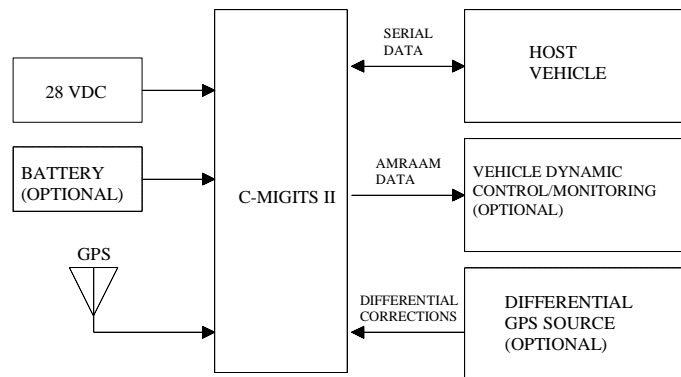 28 VDC
BATTERY
(OPTIONAL)
GPS
C-MIGITS II
SERIAL
DATA
HOST
VEHICLE
AMRAAM
DATA
VEHICLE DYNAMIC
CONTROL/MONITORING
(OPTIONAL)
DIFFERENTIAL
CORRECTIONS
DIFFERENTIAL
GPS SOURCE
(OPTIONAL)